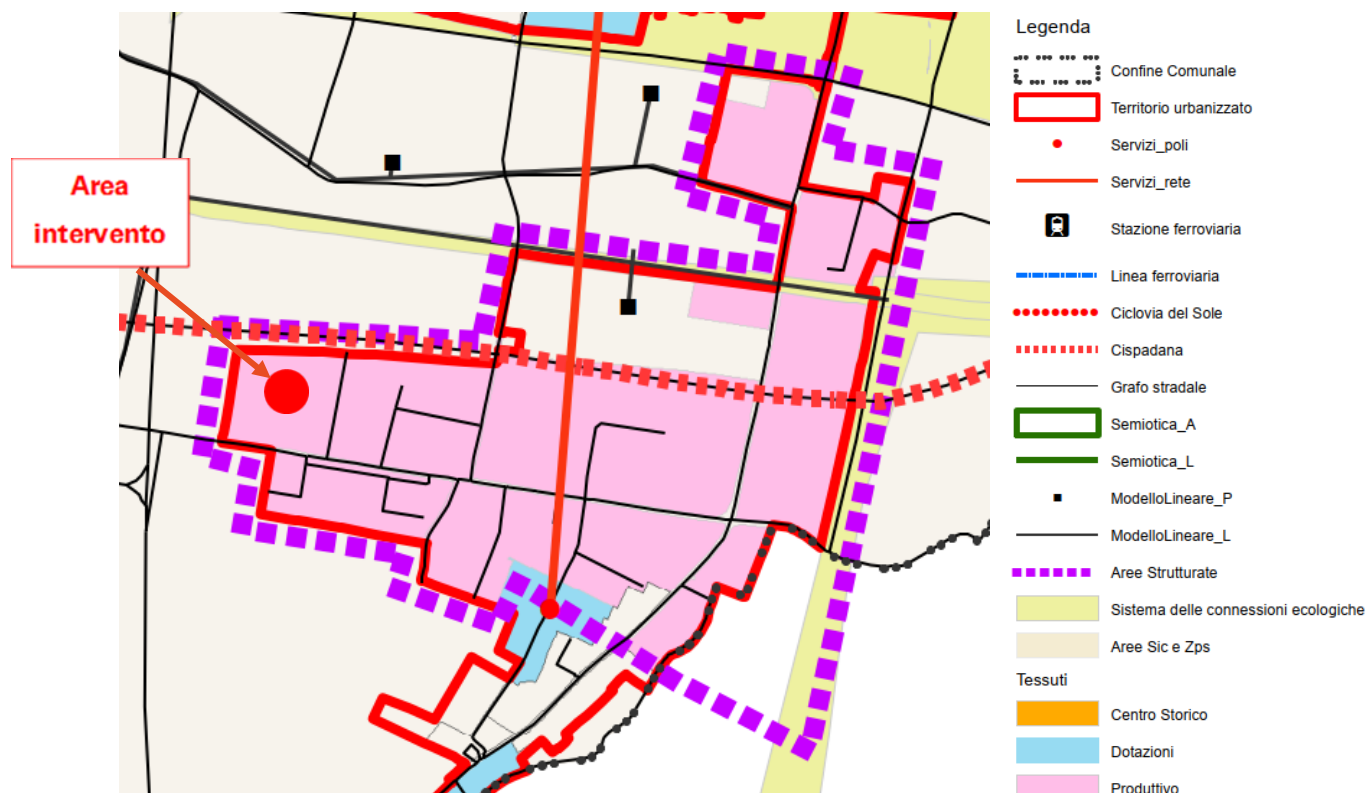 Area
intervento
Legenda
Confine Comunale
Territorio urbanizzato
Servizi_poli
Servizi_rete
Stazione ferroviaria
Linea ferroviaria
Ciclovia del Sole
Cispadana
Grafo stradale
Semiotica_A
Semiotica_L
ModelloLineare_P
ModelloLineare_L
Aree Strutturate
Sistema delle connessioni ecologiche
Aree Sic e Zps
Tessuti
Centro Storico
Dotazioni
Produttivo